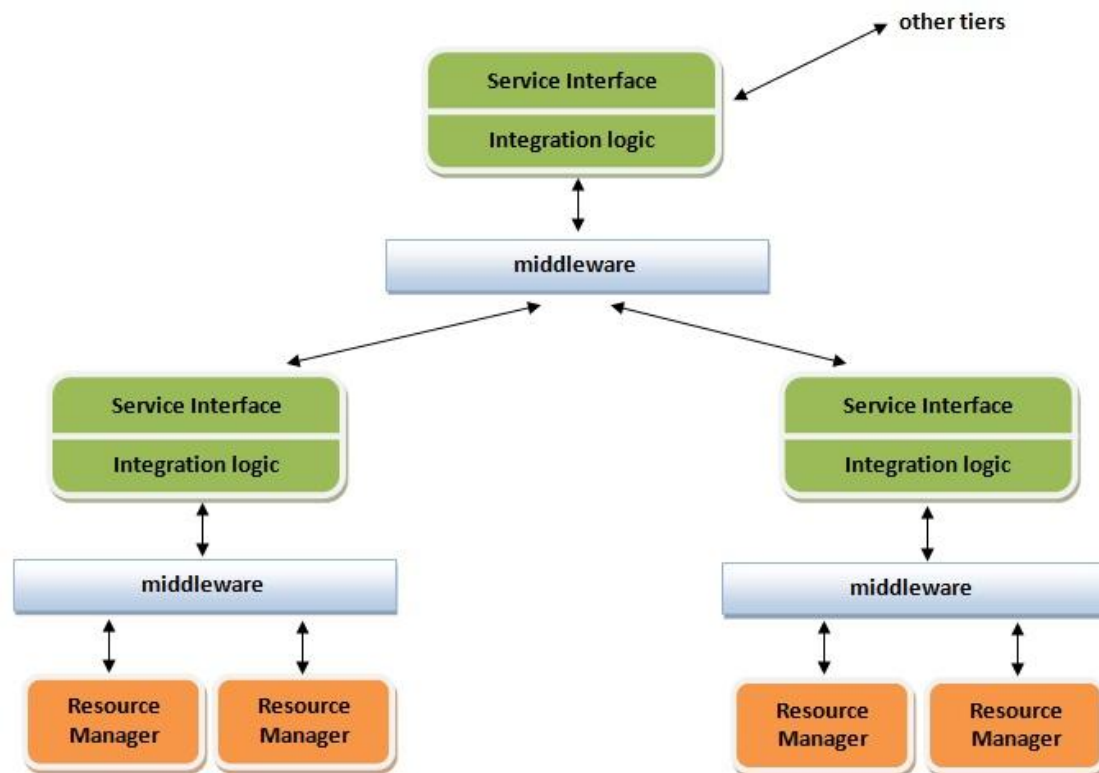 other tiers
Service Interface
Integration logic
middleware
Service Interface
Integration logic
Service Interface
Integration logic
middleware
middleware
Resource
Manager
Resource
Manager
Resource
Manager
Resource
Manager